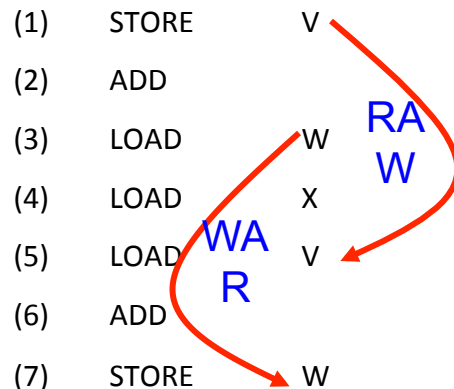 (1) STORE V
(2) ADD
(3) LOAD W
(4) LOAD X
(5) LOAD V
(6) ADD
(7) STORE W
RA
W
WA
R